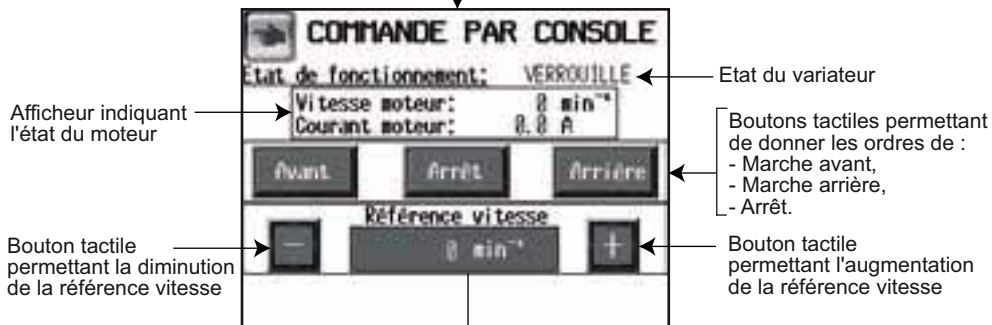 COMMANDE PAR CONSOLE
Etat de fonctionnement: VERROUILLE
Etat du variateur
Afficheur indiquant
l'état du moteur
Vitesse moteur: 0 min⁻¹
Courant moteur: 0.0 A
Boutons tactiles permettant
de donner les ordres de :
- Marche avant,
- Marche arrière,
- Arrêt.
Avant Arrêt Arrière
Référence vitesse
- 0 min⁻¹ +
Bouton tactile
permettant la diminution
de la référence vitesse
Bouton tactile
permettant l'augmentation
de la référence vitesse